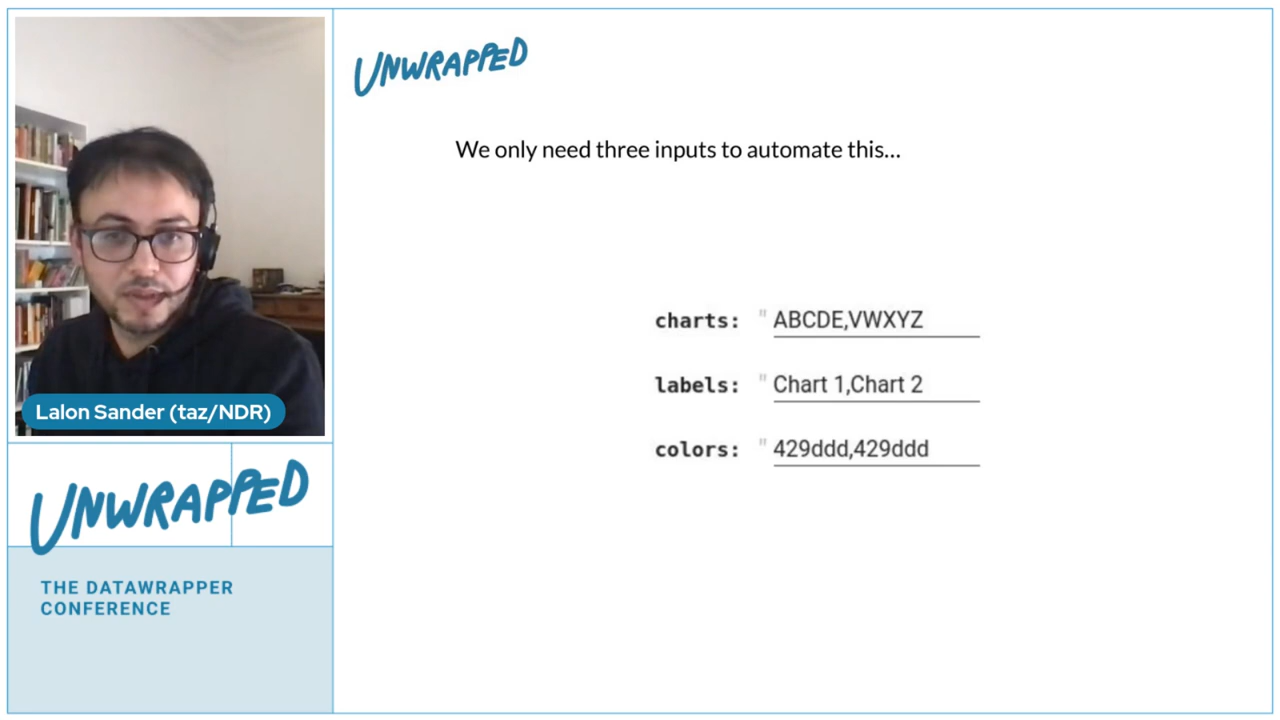 Lalon Sander (taz/NDR)
UNWRAPPED
THE DATAWRAPPER
CONFERENCE
UNWRAPPED
We only need three inputs to automate this...
charts: " ABCDE,VWXYZ
labels: " Chart 1,Chart 2
colors: " 429ddd,429ddd